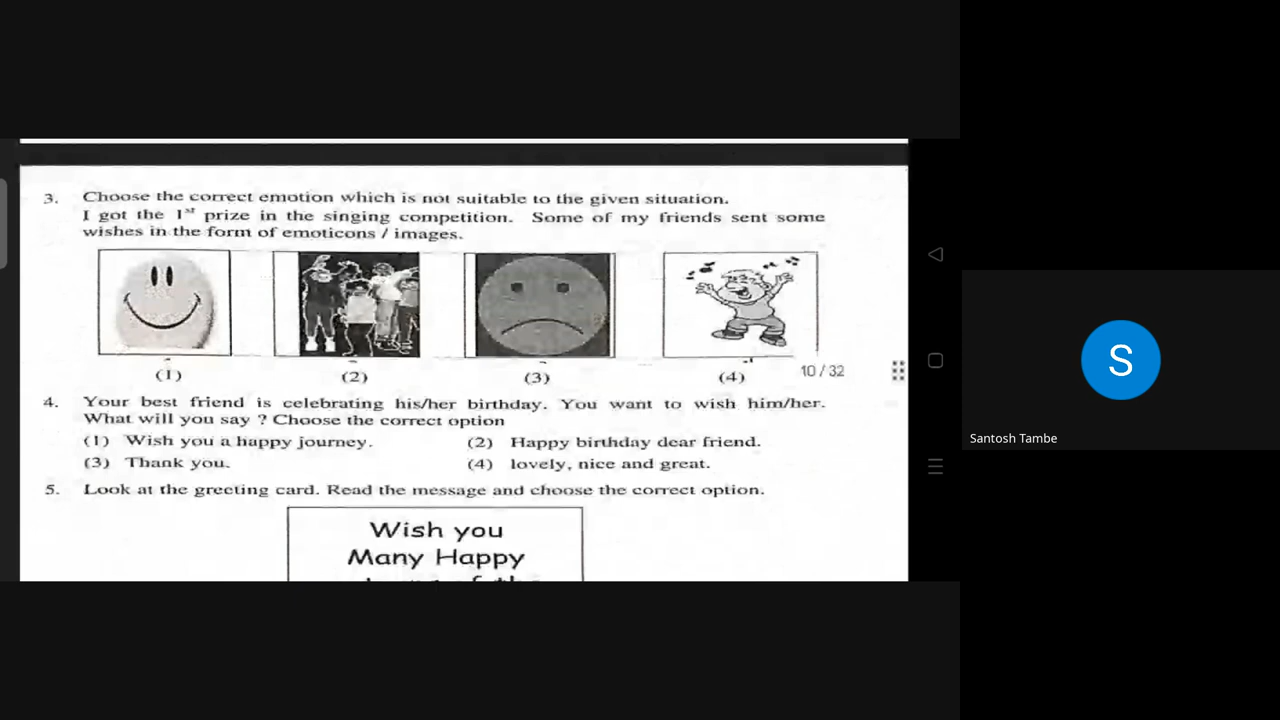 3. Choose the correct emotion which is not suitable to the given situation.
I got the 1st prize in the singing competition. Some of my friends sent some
wishes in the form of emoticons / images.
(1) (2) (3) (4)
10 / 32
4. Your best friend is celebrating his/her birthday. You want to wish him/her.
What will you say ? Choose the correct option
(1) Wish you a happy journey. (2) Happy birthday dear friend.
(3) Thank you. (4) lovely, nice and great.
5. Look at the greeting card. Read the message and choose the correct option.
Wish you
Many Happy
S
Santosh Tambe